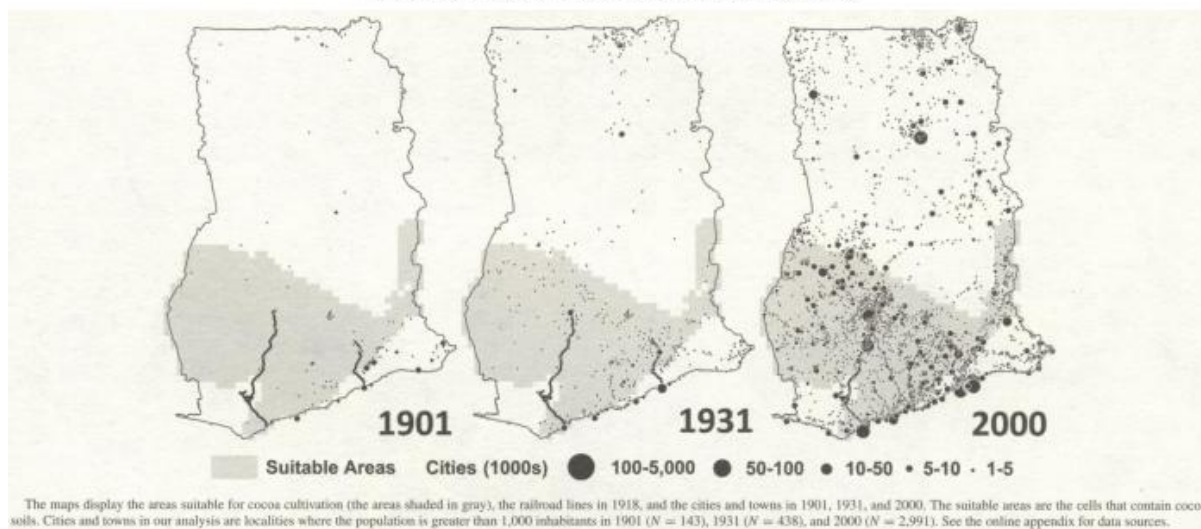 1901
1931
2000
Suitable Areas Cities (1000s) 100-5,000 50-100 10-50 5-10 1-5
The maps display the areas suitable for cocoa cultivation (the areas shaded in gray), the railroad lines in 1918, and the cities and towns in 1901, 1931, and 2000. The suitable areas are the cells that contain
soils. Cities and towns in our analysis are localities where the population is greater than 1,000 inhabitants in 1901 (N = 143), 1931 (N = 438), and 2000 (N = 2,991). See the online appendix for data sources.